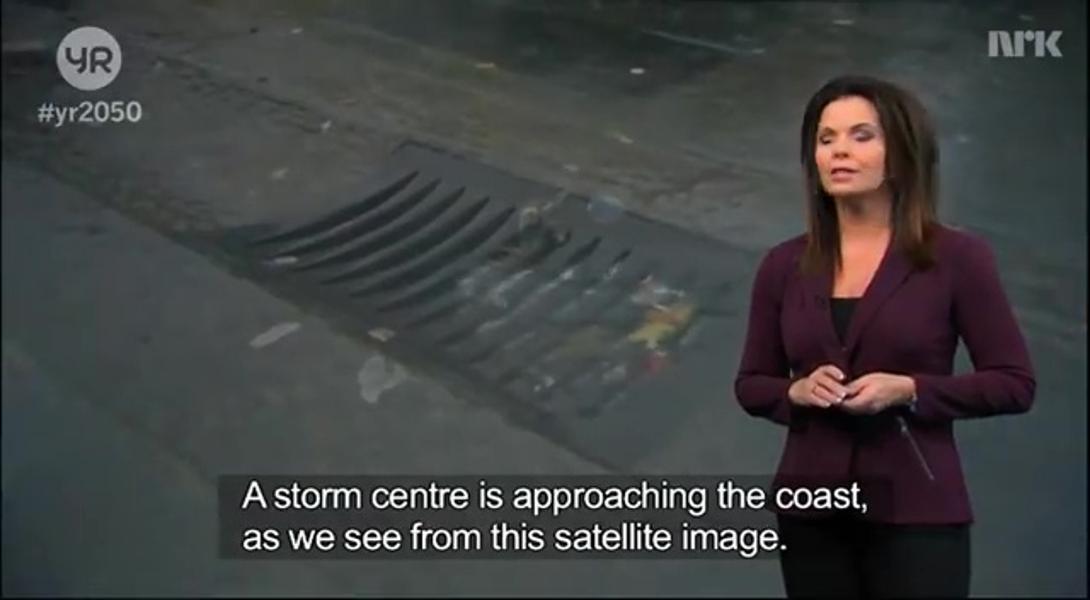 YR
#yr2050
NRK
A storm centre is approaching the coast,
as we see from this satellite image.